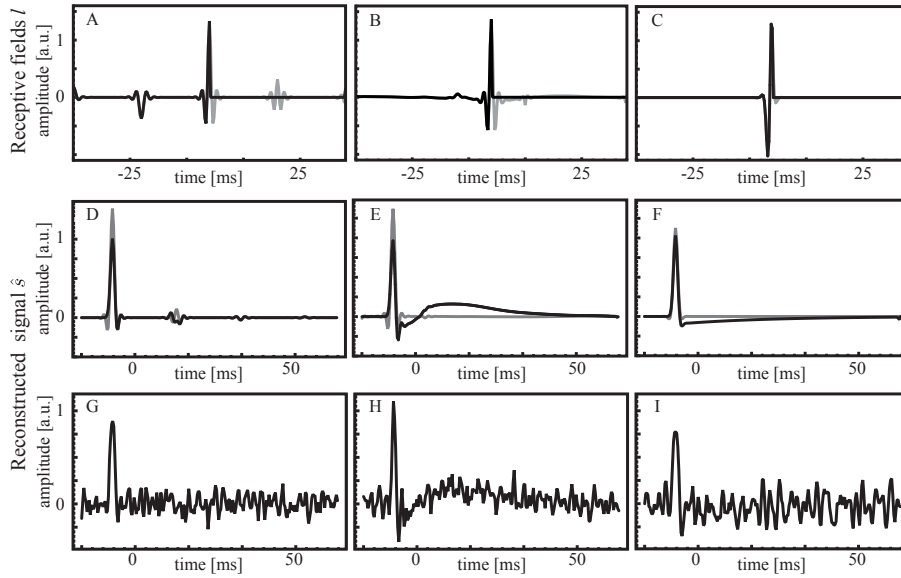 Receptive fields l
amplitude [a.u.]
1
0
A
-25
25
time [ms]
B
-25
25
time [ms]
C
-25
25
time [ms]
Reconstructed signal ŝ
amplitude [a.u.]
1
0
D
0
50
time [ms]
E
0
50
time [ms]
F
0
50
time [ms]
amplitude [a.u.]
1
0
G
0
50
time [ms]
H
0
50
time [ms]
I
0
50
time [ms]